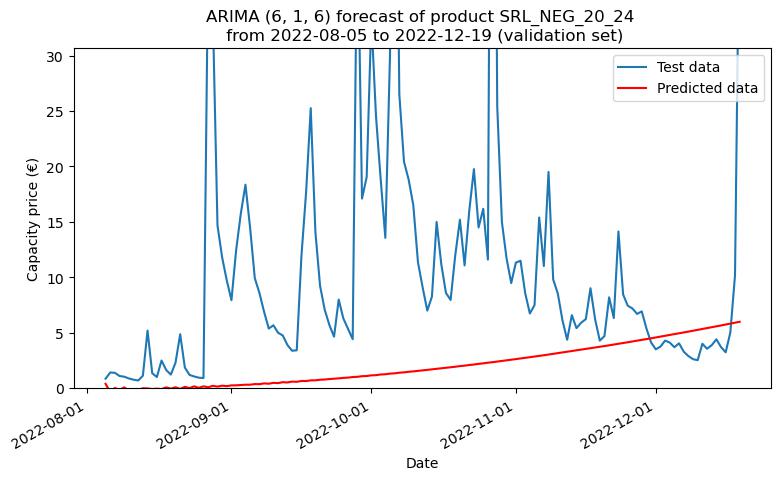 ARIMA (6, 1, 6) forecast of product SRL_NEG_20_24
from 2022-08-05 to 2022-12-19 (validation set)
30
25
20
15
10
5
0
Capacity price (€)
Test data
Predicted data
2022-08-01
2022-09-01
2022-10-01
2022-11-01
2022-12-01
Date